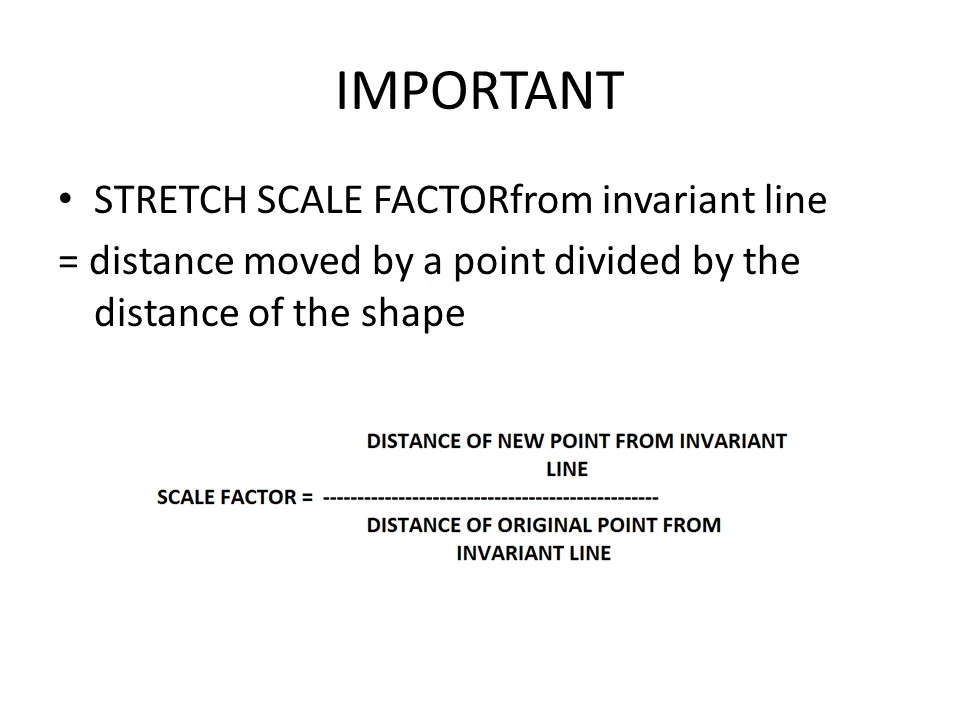 IMPORTANT
• STRETCH SCALE FACTORfrom invariant line
= distance moved by a point divided by the
distance of the shape
DISTANCE OF NEW POINT FROM INVARIANT
LINE
SCALE FACTOR = -------------------------------------------------
DISTANCE OF ORIGINAL POINT FROM
INVARIANT LINE